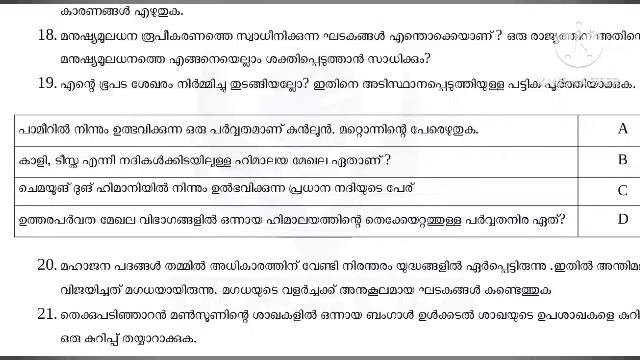 കാരണങ്ങൾ എഴുതുക.
18. മനുഷ്യമൂലധന രൂപീകരണത്തെ സ്വാധീനിക്കുന്ന ഘടകങ്ങൾ എന്തൊക്കെയാണ് ? ഒരു രാജ്യത്തിന് അതിന്റെ
മനുഷ്യമൂലധനത്തെ എങ്ങനെയെല്ലാം ശക്തിപ്പെടുത്താൻ സാധിക്കും?
19. എന്റെ ഭൂപട ശേഖരം നിർമ്മിച്ചു തുടങ്ങിയല്ലോ? ഇതിനെ അടിസ്ഥാനപ്പെടുത്തിയുള്ള പട്ടിക പൂർത്തിയാക്കുക.
പാമീറിൽ നിന്നും ഉത്ഭവിക്കുന്ന ഒരു പർവ്വതമാണ് കുൻലൂൻ. മറ്റൊന്നിന്റെ പേരെഴുതുക. A
കാളി, ടീസ്ത എന്നീ നദികൾക്കിടയിലുള്ള ഹിമാലയ മേഖല ഏതാണ് ? B
ചെമയുങ് ദുങ് ഹിമാനിയിൽ നിന്നും ഉൽഭവിക്കുന്ന പ്രധാന നദിയുടെ പേര് C
ഉത്തരപർവത മേഖല വിഭാഗങ്ങളിൽ ഒന്നായ ഹിമാലയത്തിന്റെ തെക്കേയറ്റത്തുള്ള പർവതനിര ഏത്? D
20. മഹാജന പദങ്ങൾ തമ്മിൽ അധികാരത്തിന് വേണ്ടി നിരന്തരം യുദ്ധങ്ങളിൽ ഏർപ്പെട്ടിരുന്നു .ഇതിൽ അന്തിമ
വിജയിച്ചത് മഗധയായിരുന്നു. മഗധയുടെ വളർച്ചക്ക് അനുകൂലമായ ഘടകങ്ങൾ കണ്ടെത്തുക
21. തെക്കുപടിഞ്ഞാറൻ മൺസൂണിന്റെ ശാഖകളിൽ ഒന്നായ ബംഗാൾ ഉൾക്കടൽ ശാഖയുടെ ഉപശാഖകളെ കുറി
ഒരു കുറിപ്പ് തയ്യാറാക്കുക.